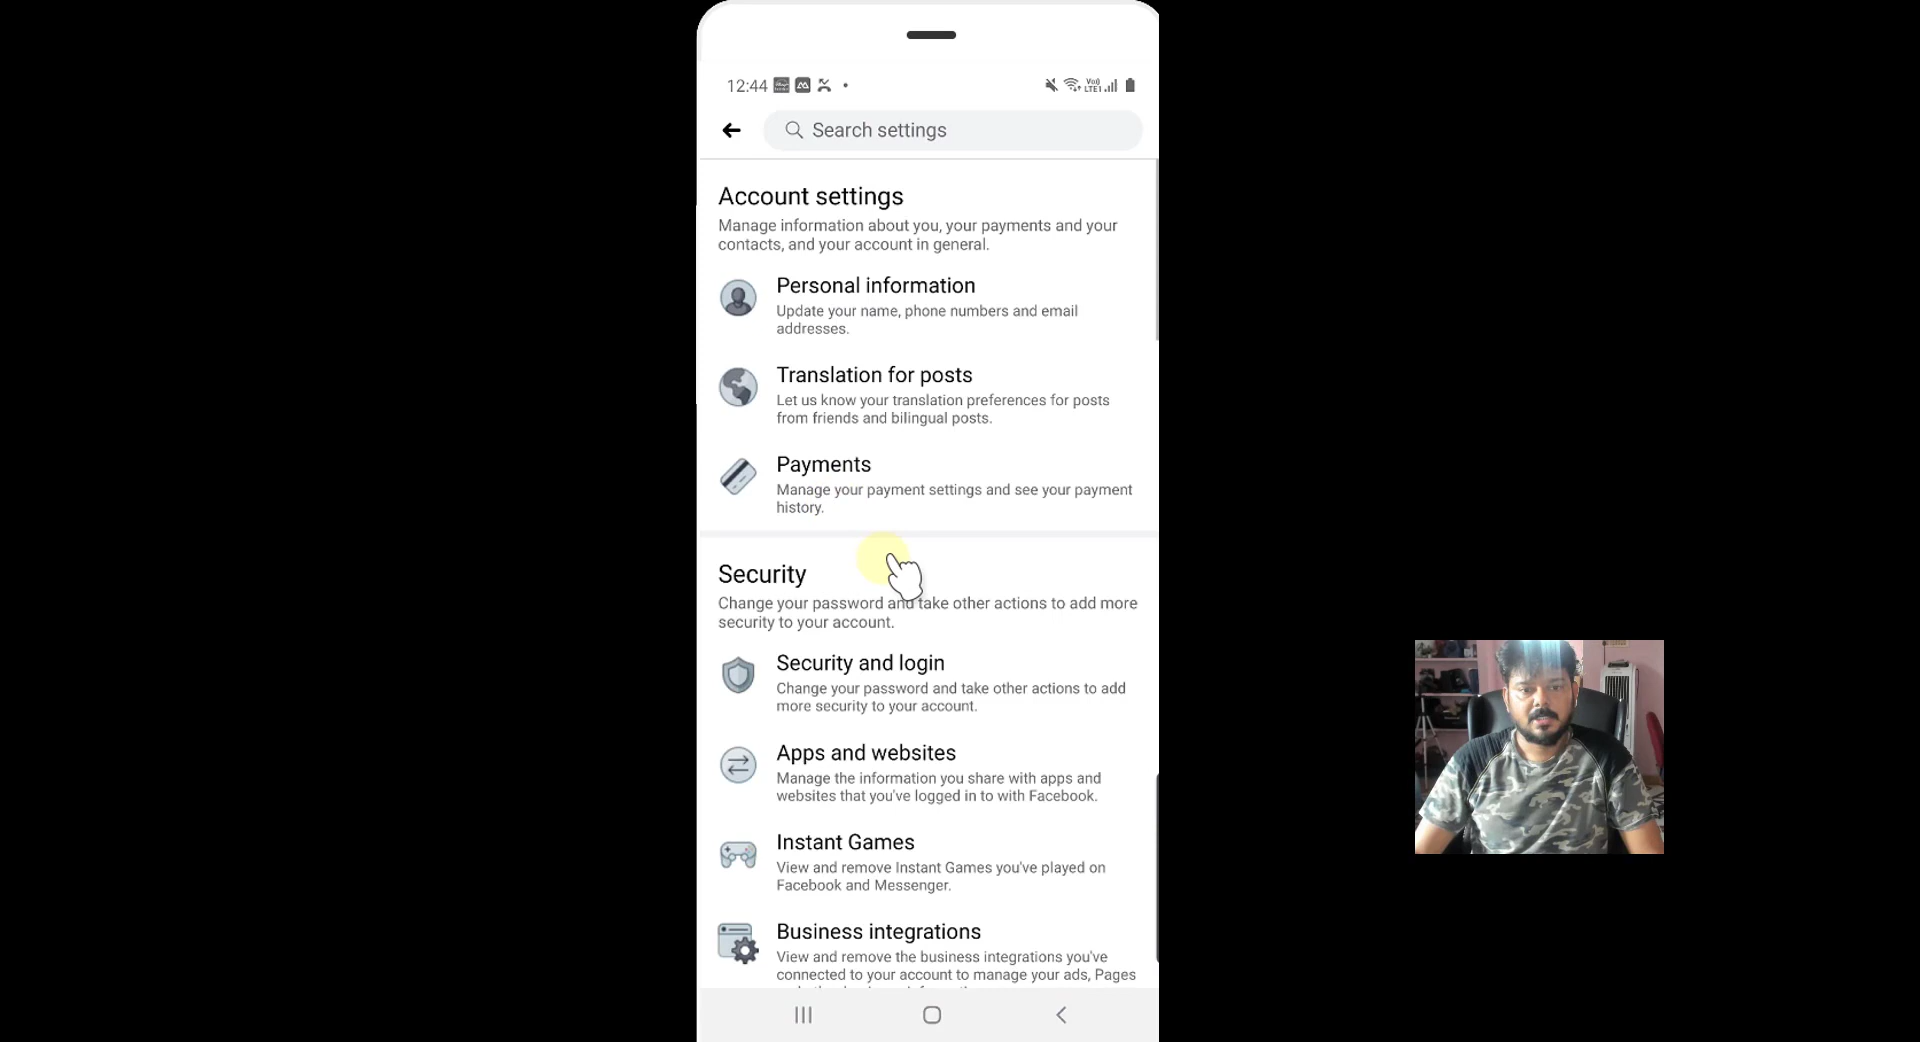 12:44
Vo))
LTE1
Search settings
Account settings
Manage information about you, your payments and your
contacts, and your account in general.
Personal information
Update your name, phone numbers and email
addresses.
Translation for posts
Let us know your translation preferences for posts
from friends and bilingual posts.
Payments
Manage your payment settings and see your payment
history.
Security
Change your password and take other actions to add more
security to your account.
Security and login
Change your password and take other actions to add
more security to your account.
Apps and websites
Manage the information you share with apps and
websites that you've logged in to with Facebook.
Instant Games
View and remove Instant Games you've played on
Facebook and Messenger.
Business integrations
View and remove the business integrations you've
connected to your account to manage your ads, Pages